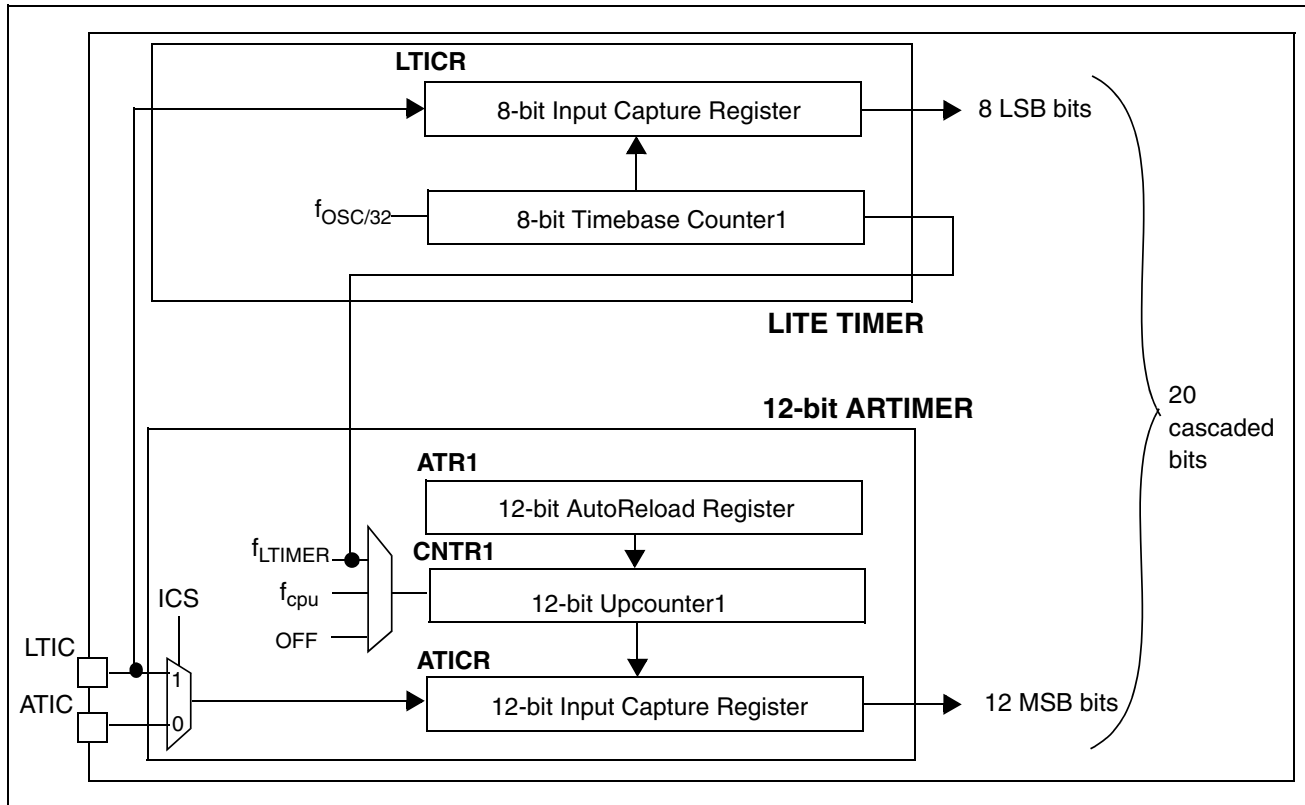 LTICR
8-bit Input Capture Register
8 LSB bits
fOSC/32
8-bit Timebase Counter1
LITE TIMER
20
cascaded
bits
12-bit ARTIMER
ATR1
12-bit AutoReload Register
fLTIMER
CNTR1
fcpu
12-bit Upcounter1
ICS
OFF
LTIC
ATICR
1
12-bit Input Capture Register
12 MSB bits
ATIC
0